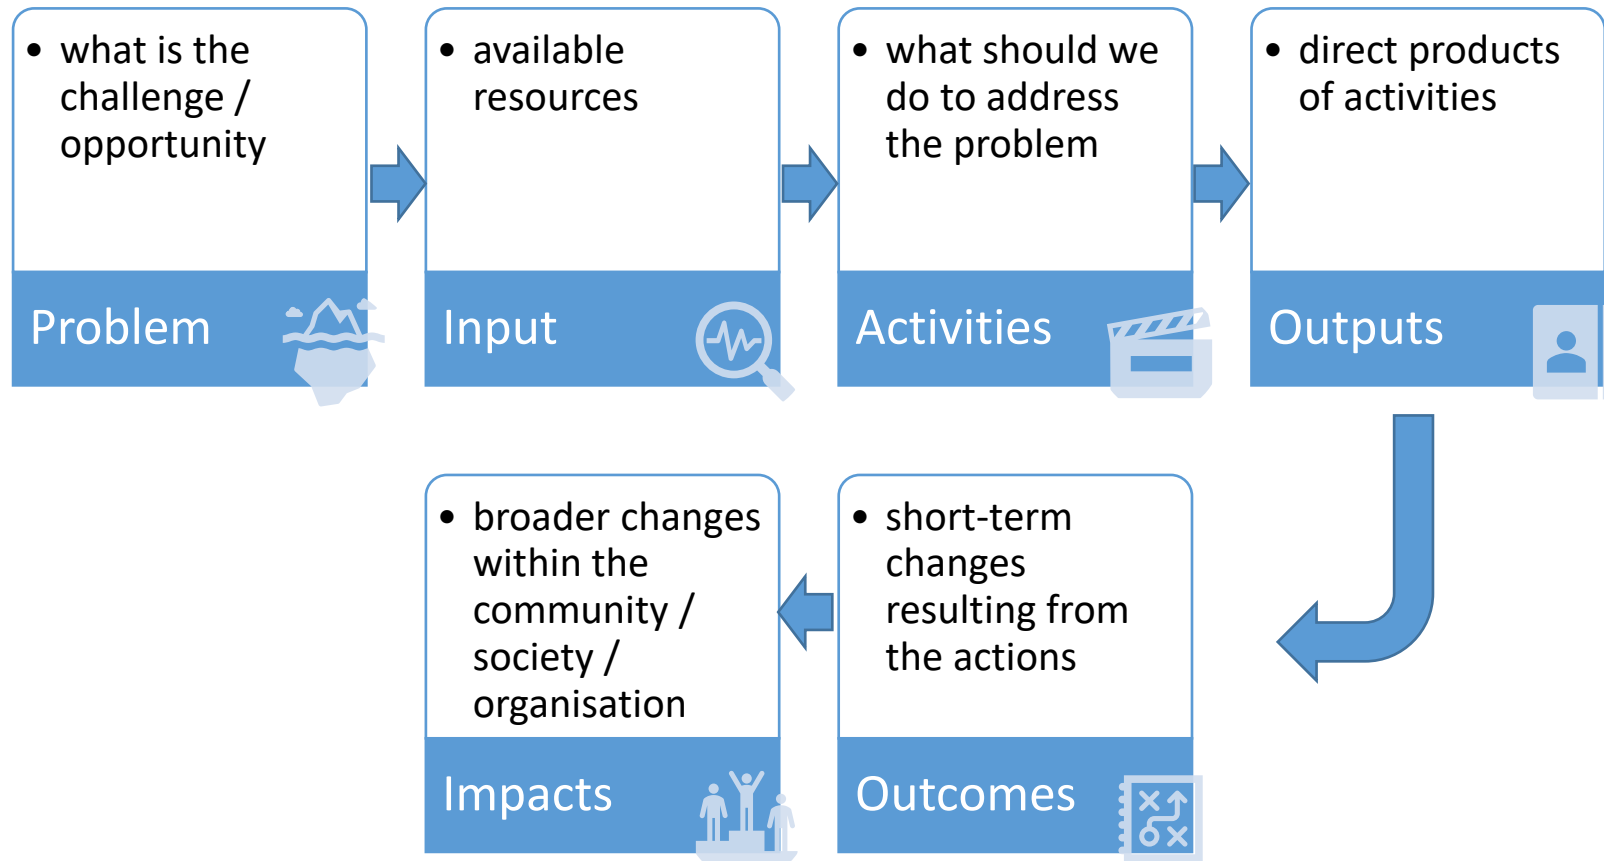 • what is the
challenge /
opportunity
Problem
• available
resources
Input
• what should we
do to address
the problem
Activities
• direct products
of activities
Outputs
• short-term
changes
resulting from
the actions
Outcomes
• broader changes
within the
community /
society /
organisation
Impacts